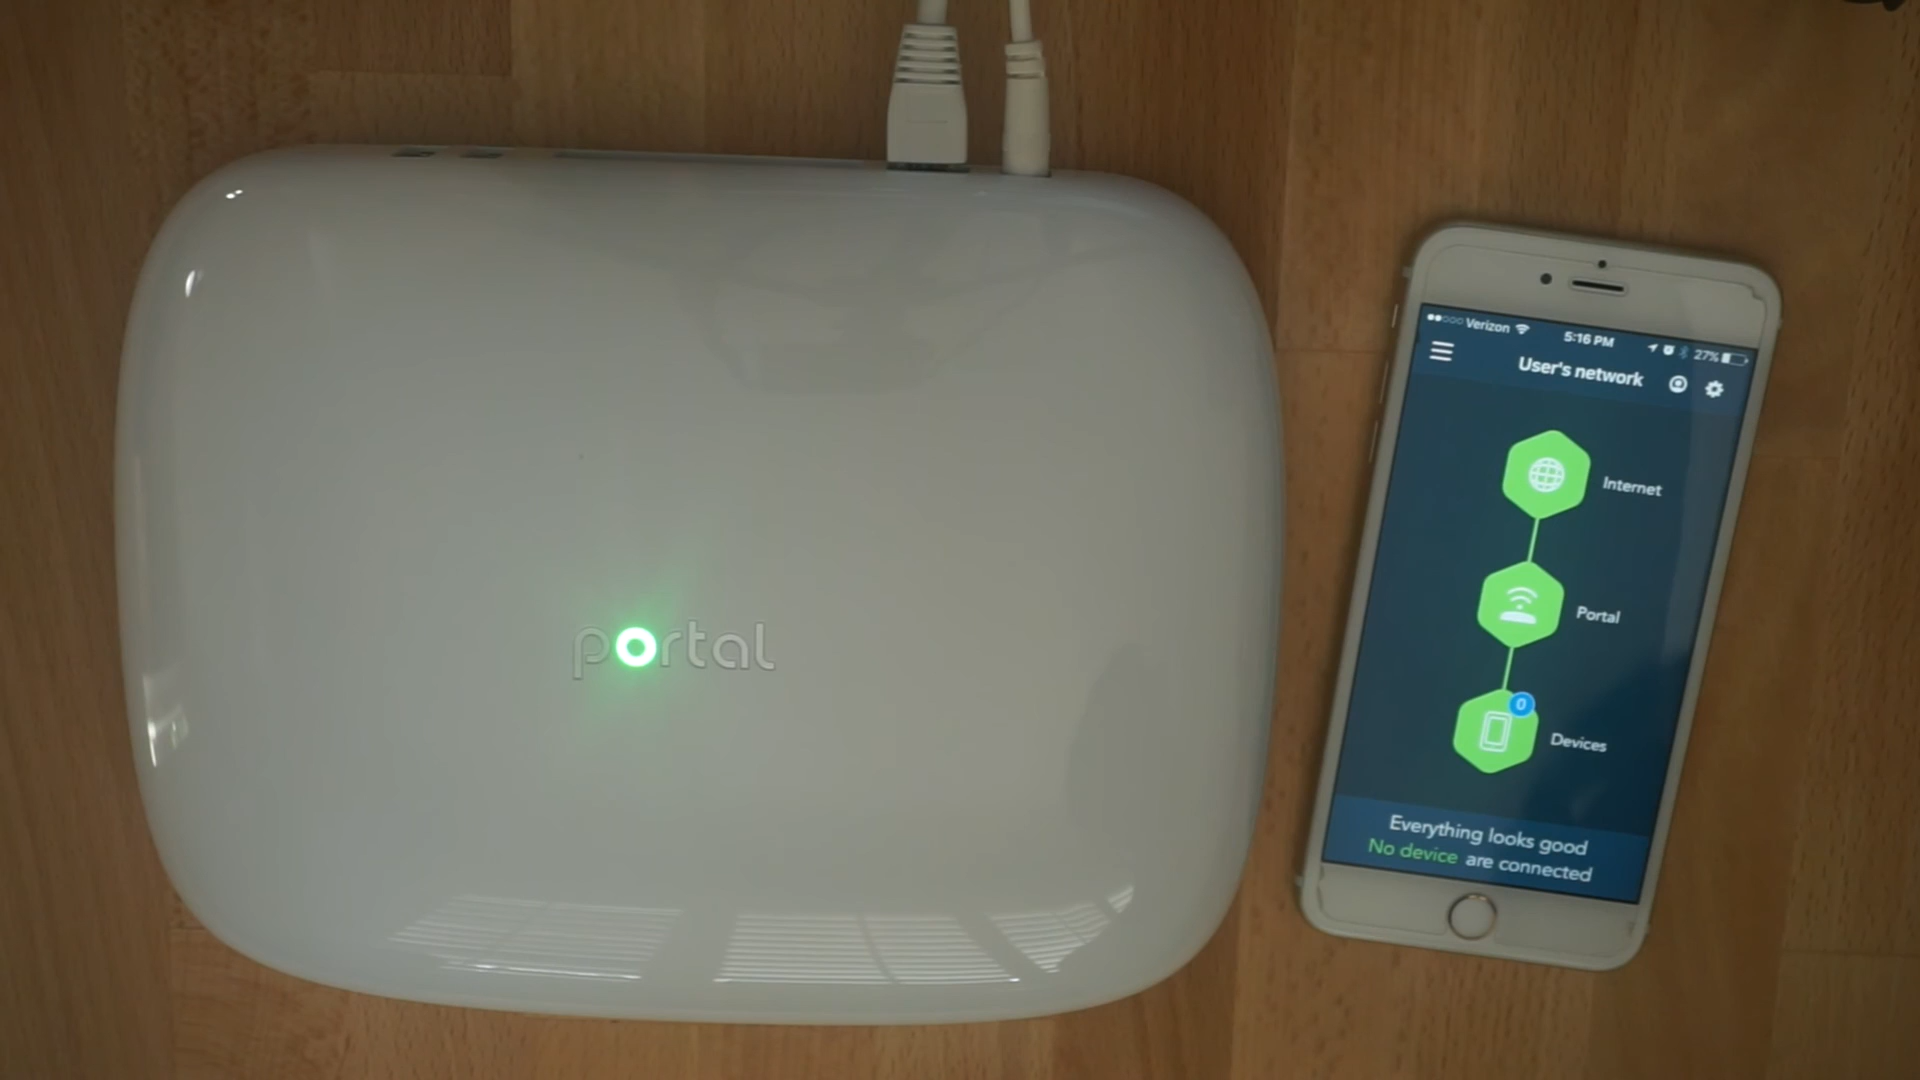 portal
Verizon 5:16 PM 27%
User's network
Internet
Portal
0
Devices
Everything looks good
No device are connected